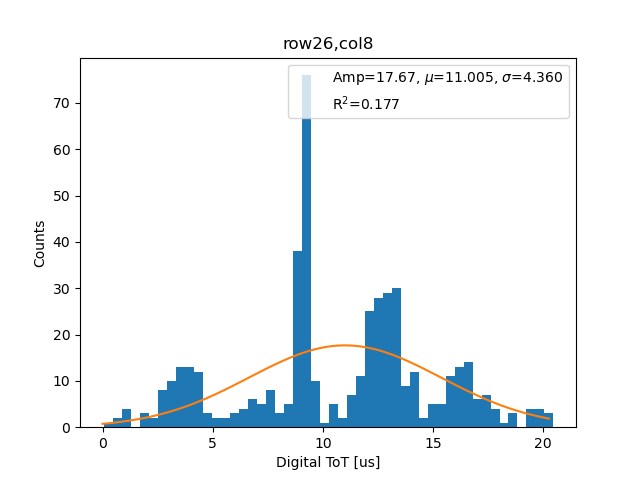 row26,col8
Amp=17.67, μ=11.005, σ=4.360
R²=0.177
Counts
70
60
50
40
30
20
10
0
0 5 10 15 20
Digital ToT [us]